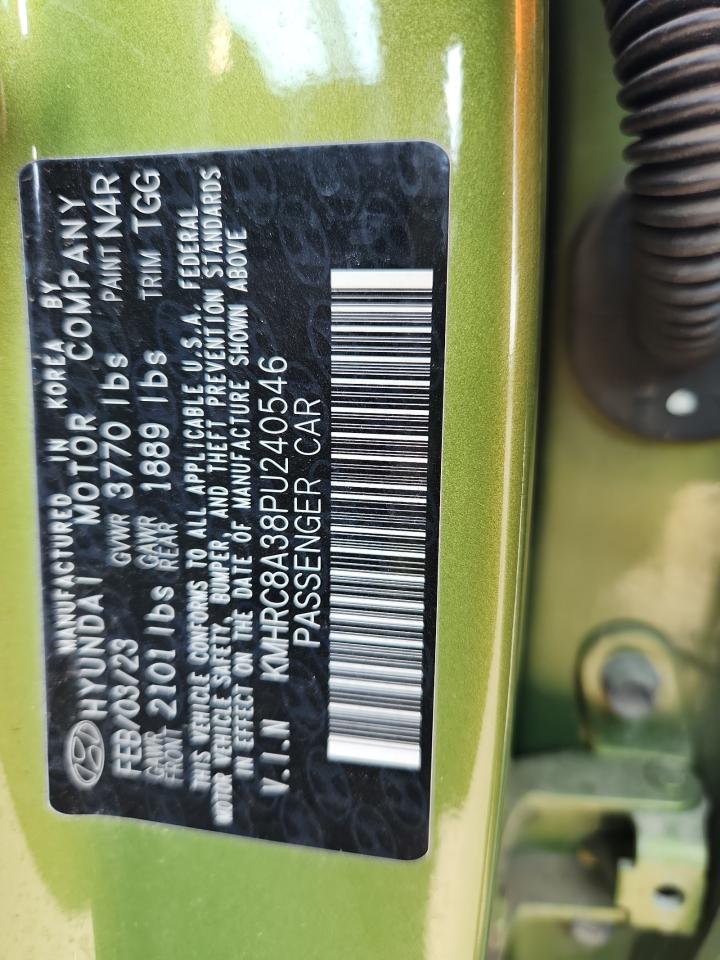 MANUFACTURED IN KOREA BY
HYUNDAI MOTOR COMPANY
FEB/03/23 GVWR 3770 lbs PAINT N4R
GAWR FRONT 2101 lbs GAWR REAR 1889 lbs TRIM TGG
THIS VEHICLE CONFORMS TO ALL APPLICABLE U.S.A. FEDERAL
MOTOR VEHICLE SAFETY, BUMPER, AND THEFT PREVENTION STANDARDS
IN EFFECT ON THE DATE OF MANUFACTURE SHOWN ABOVE
V.I.N KMHRC8A38PU240546
PASSENGER CAR